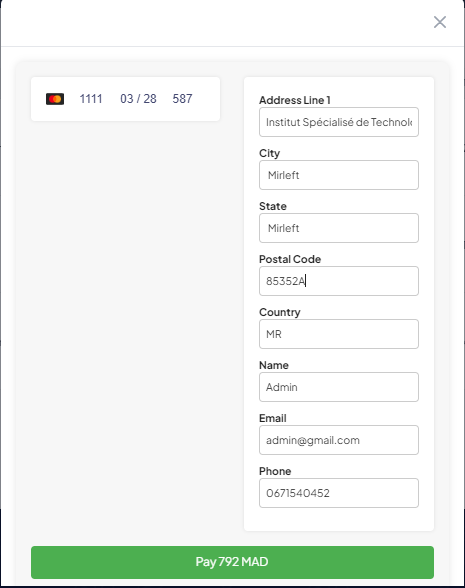 1111 03 / 28 587
Address Line 1
Institut Spécialisé de Technolo
City
Mirleft
State
Mirleft
Postal Code
85352A
Country
MR
Name
Admin
Email
admin@gmail.com
Phone
0671540452
Pay 792 MAD